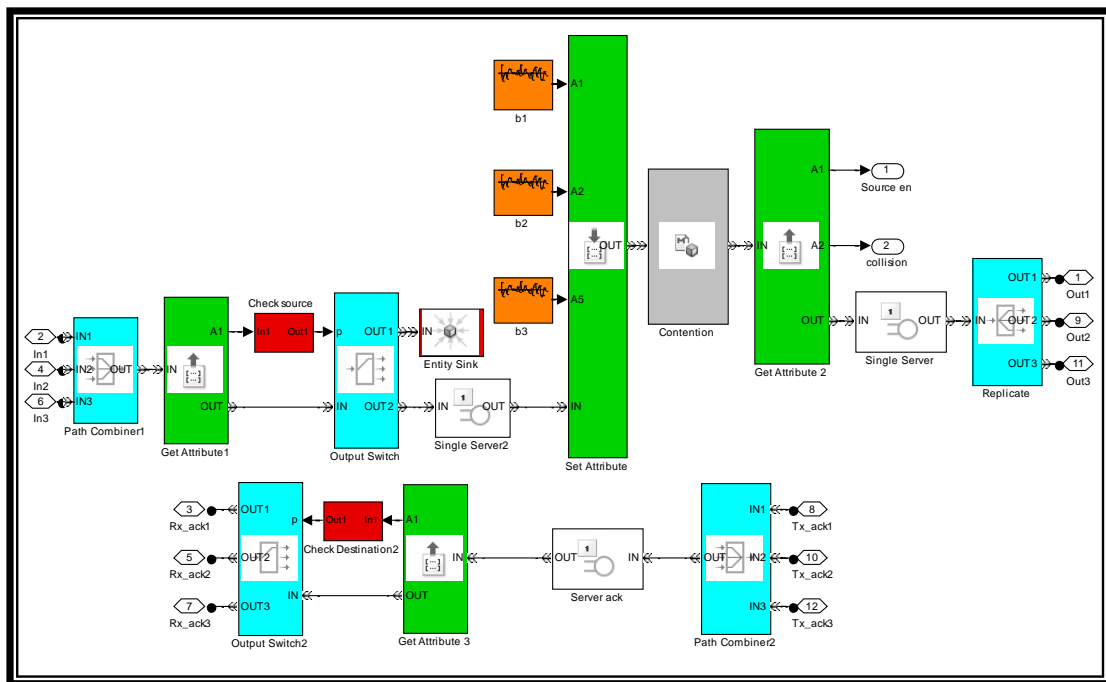 b1
b2
b3
A1
A2
A5
OUT
IN
Set Attribute
Contention
IN
A1
A2
OUT
Get Attribute 2
1
Source en
2
collision
1
IN
OUT
Single Server
IN
OUT1
OUT2
OUT3
Replicate
1
Out1
9
Out2
11
Out3
2
In1
4
In2
6
In3
IN1
IN2
IN3
OUT
Path Combiner1
IN
A1
OUT
Get Attribute1
Check source
In1
Out1
p
IN
OUT1
OUT2
Output Switch
IN
Entity Sink
1
IN
OUT
Single Server2
3
Rx_ack1
5
Rx_ack2
7
Rx_ack3
OUT1
OUT2
OUT3
p
IN
Output Switch2
Out1
In1
Check Destination2
A1
IN
OUT
Get Attribute 3
1
OUT
IN
Server ack
OUT
IN1
IN2
IN3
Path Combiner2
8
Tx_ack1
10
Tx_ack2
12
Tx_ack3